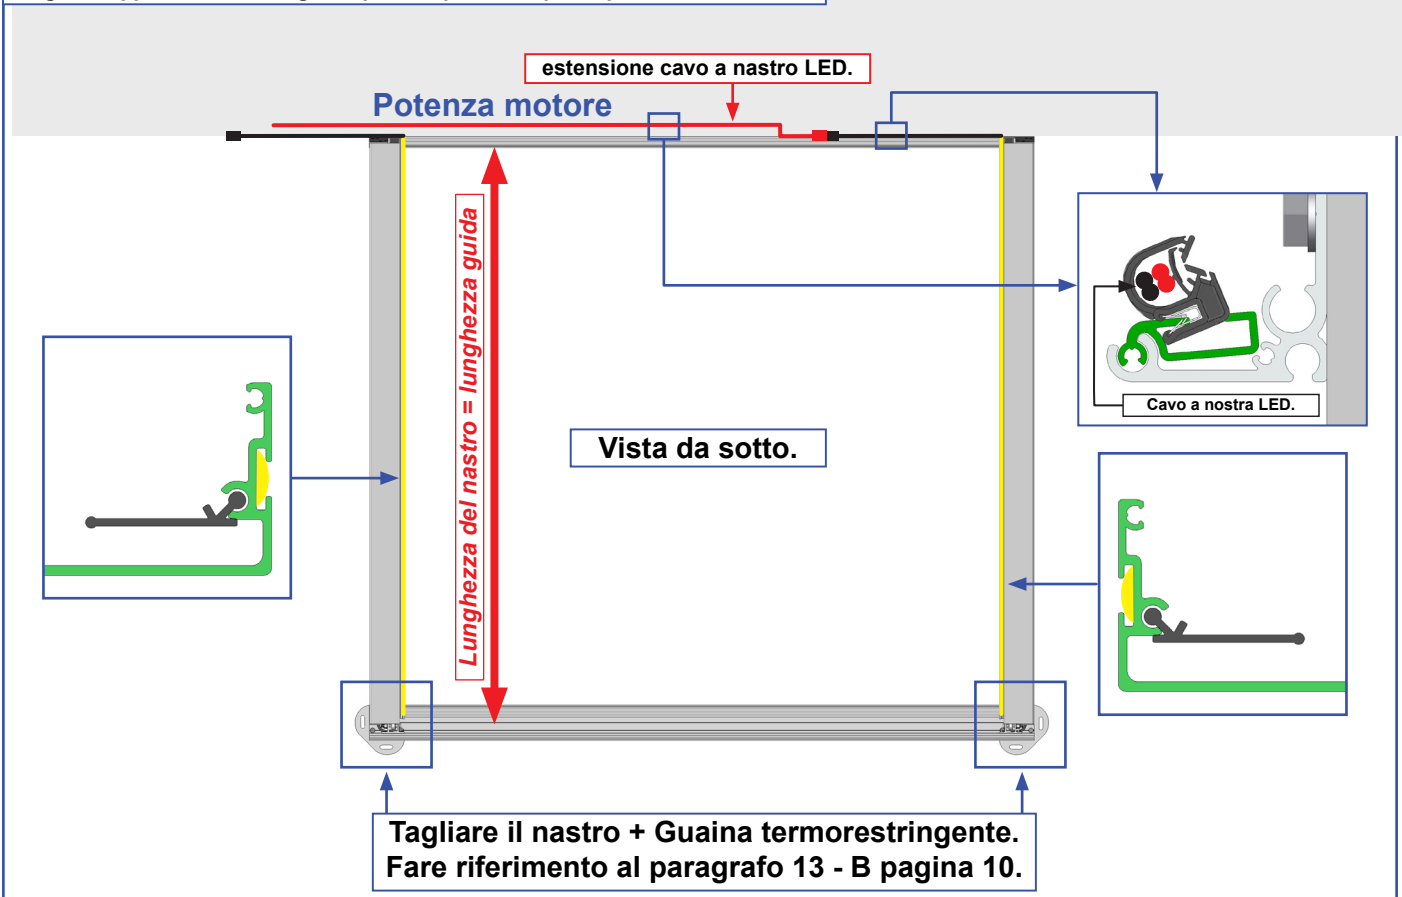 estensione cavo a nastro LED.
Potenza motore
Lunghezza del nastro = lunghezza guida
Cavo a nostra LED.
Vista da sotto.
Tagliare il nastro + Guaina termorestringente.
Fare riferimento al paragrafo 13 - B pagina 10.